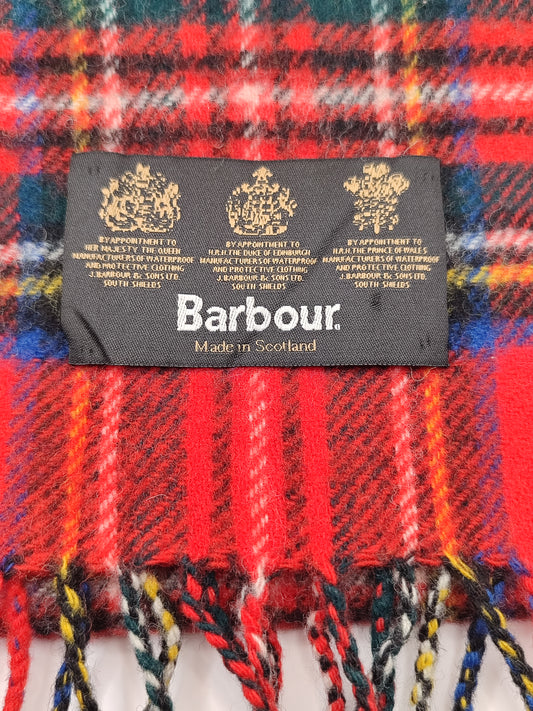 BY APPOINTMENT TO
HER MAJESTY THE QUEEN
MANUFACTURERS OF WATERPROOF
AND PROTECTIVE CLOTHING
J. BARBOUR & SONS LTD.
SOUTH SHIELDS
BY APPOINTMENT TO
H.R.H. THE DUKE OF EDINBURGH
MANUFACTURERS OF WATERPROOF
AND PROTECTIVE CLOTHING
J. BARBOUR & SONS LTD.
SOUTH SHIELDS
BY APPOINTMENT TO
H.R.H. THE PRINCE OF WALES
MANUFACTURERS OF WATERPROOF
AND PROTECTIVE CLOTHING
J. BARBOUR & SONS LTD.
SOUTH SHIELDS
Barbour
Made in Scotland